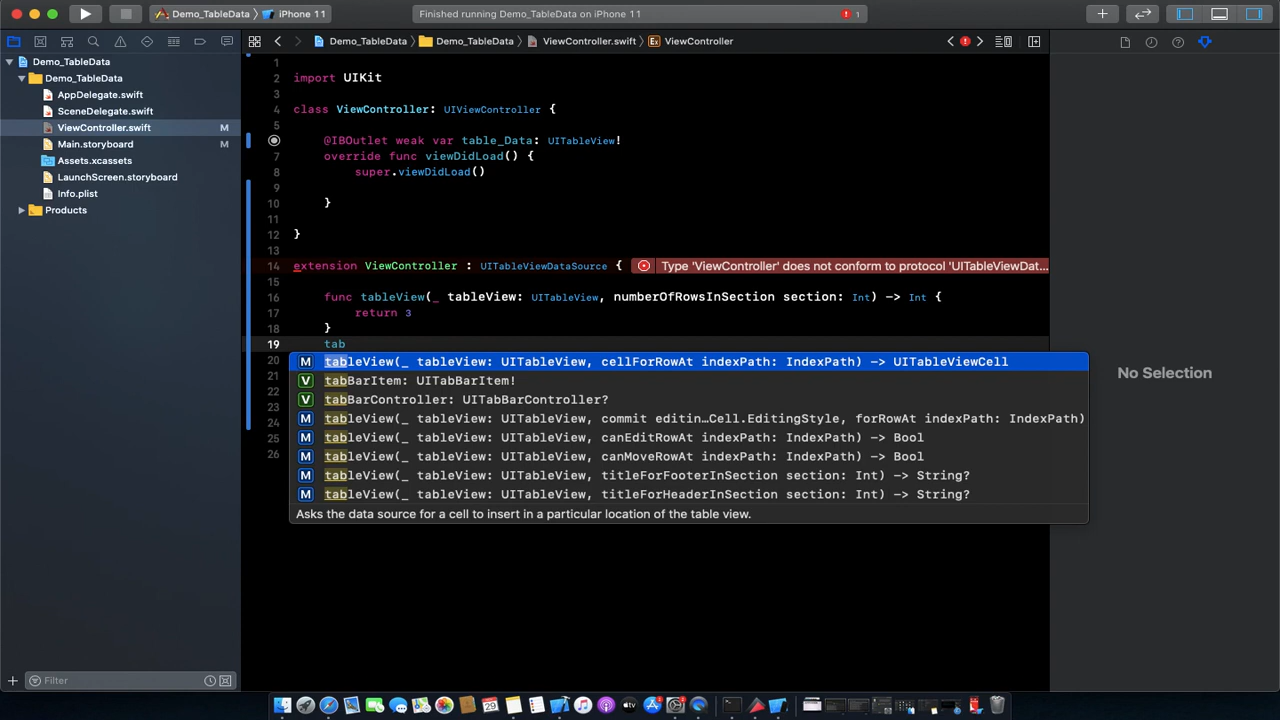 Demo_TableData
iPhone 11
Finished running Demo_TableData on iPhone 11
1
Demo_TableData
Demo_TableData
ViewController.swift
ViewController
Demo_TableData
Demo_TableData
AppDelegate.swift
SceneDelegate.swift
ViewController.swift M
Main.storyboard M
Assets.xcassets
LaunchScreen.storyboard
Info.plist
Products
1
2 import UIKit
3
4 class ViewController: UIViewController {
5
6 @IBOutlet weak var table_Data: UITableView!
7 override func viewDidLoad() {
8 super.viewDidLoad()
9
10 }
11
12 }
13
14 extension ViewController : UITableViewDataSource { Type 'ViewController' does not conform to protocol 'UITableViewDat...
15
16 func tableView(_ tableView: UITableView, numberOfRowsInSection section: Int) -> Int {
17 return 3
18 }
19 tab
20
21
22
23
24
25
26
M tableView(_ tableView: UITableView, cellForRowAt indexPath: IndexPath) -> UITableViewCell
V tabBarItem: UITabBarItem!
V tabBarController: UITabBarController?
M tableView(_ tableView: UITableView, commit editin…Cell.EditingStyle, forRowAt indexPath: IndexPath)
M tableView(_ tableView: UITableView, canEditRowAt indexPath: IndexPath) -> Bool
M tableView(_ tableView: UITableView, canMoveRowAt indexPath: IndexPath) -> Bool
M tableView(_ tableView: UITableView, titleForFooterInSection section: Int) -> String?
M tableView(_ tableView: UITableView, titleForHeaderInSection section: Int) -> String?
Asks the data source for a cell to insert in a particular location of the table view.
No Selection
Filter
29
tv